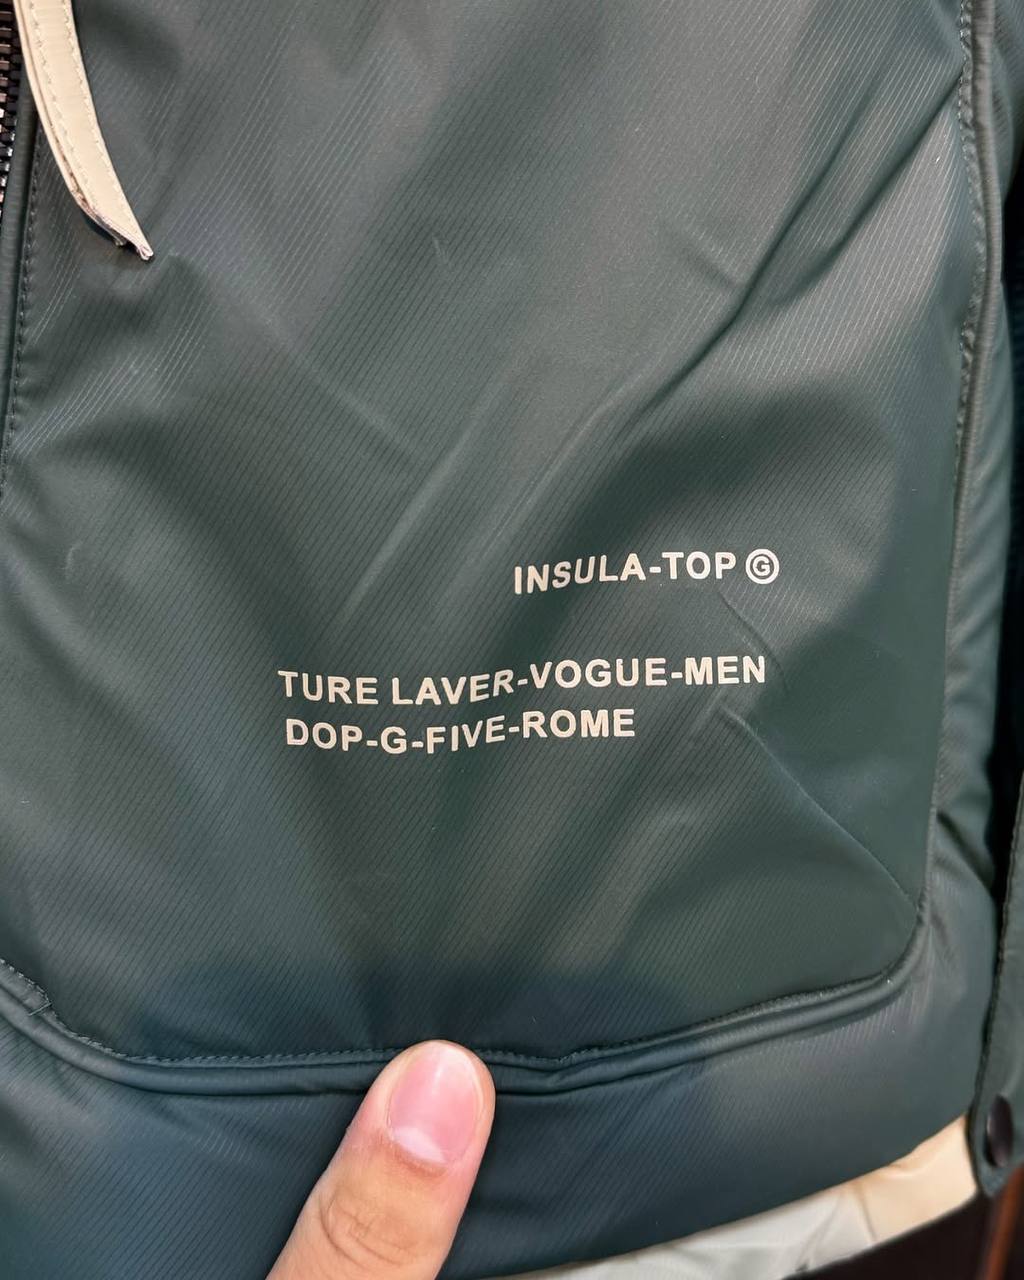 INSULA-TOP Ⓖ
TURE LAVER-VOGUE-MEN
DOP-G-FIVE-ROME